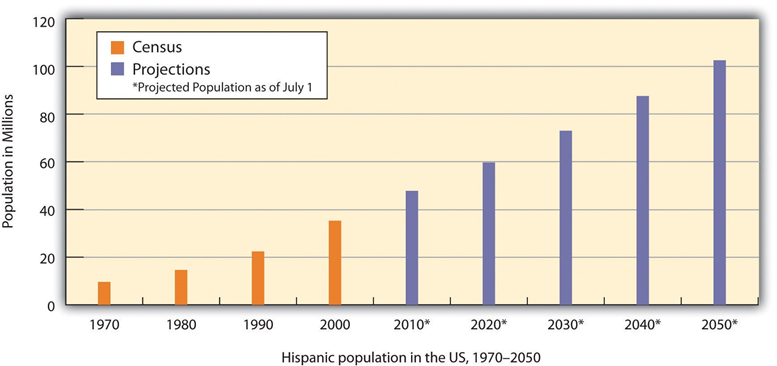 Population in Millions
120
100
80
60
40
20
0
Census
Projections
*Projected Population as of July 1
1970 1980 1990 2000 2010* 2020* 2030* 2040* 2050*
Hispanic population in the US, 1970–2050